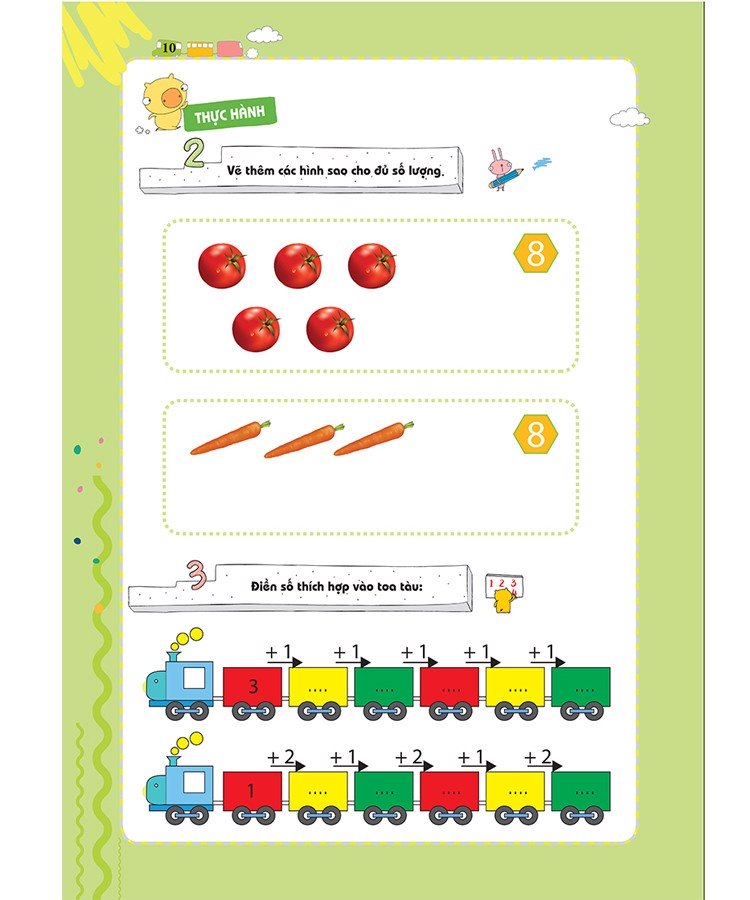 10
THỰC HÀNH
2
Vẽ thêm các hình sao cho đủ số lượng.
8
8
3
Điền số thích hợp vào toa tàu:
1 2 3
4
+ 1 + 1 + 1 + 1 + 1
3 .... .... .... .... ....
+ 2 + 1 + 2 + 1 + 2
1 .... .... .... .... ....